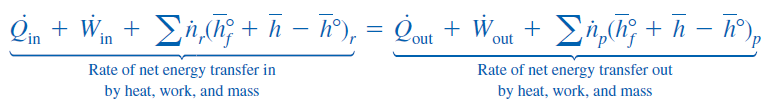 Q̇in + Ẇin + ∑ṅr(h̅°f + h̅ − h̅°)r = Q̇out + Ẇout + ∑ṅp(h̅°f + h̅ − h̅°)p
Rate of net energy transfer in
by heat, work, and mass
Rate of net energy transfer out
by heat, work, and mass